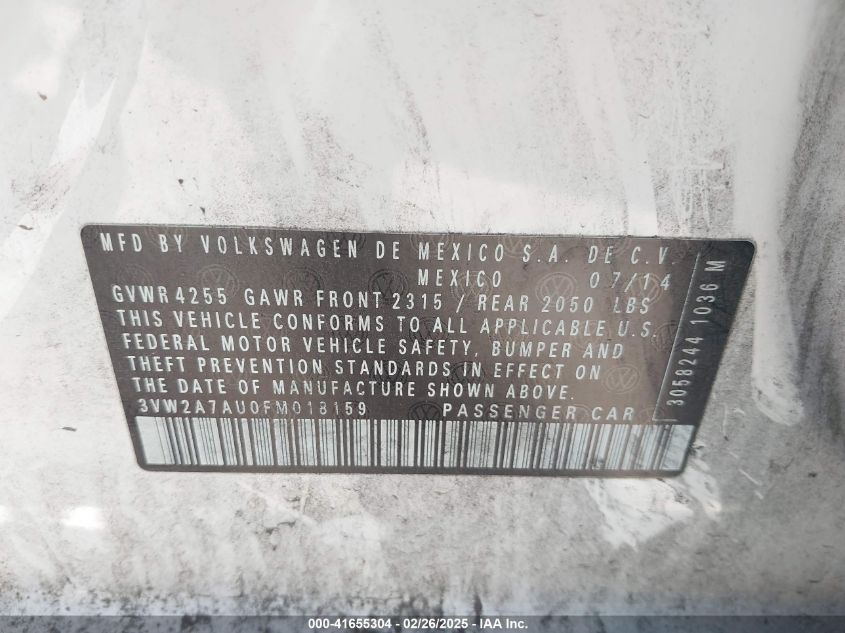 MFD BY VOLKSWAGEN DE MEXICO S.A. DE C.V.
MEXICO 07/14
GVWR 4255 GAWR FRONT 2315 / REAR 2050 LBS
THIS VEHICLE CONFORMS TO ALL APPLICABLE U.S.
FEDERAL MOTOR VEHICLE SAFETY, BUMPER AND
THEFT PREVENTION STANDARDS IN EFFECT ON
THE DATE OF MANUFACTURE SHOWN ABOVE.
3VW2A7AU0FM018159 PASSENGER CAR
3058244 1036 M
000-41655304 / 02/26/2025 - IAA Inc.